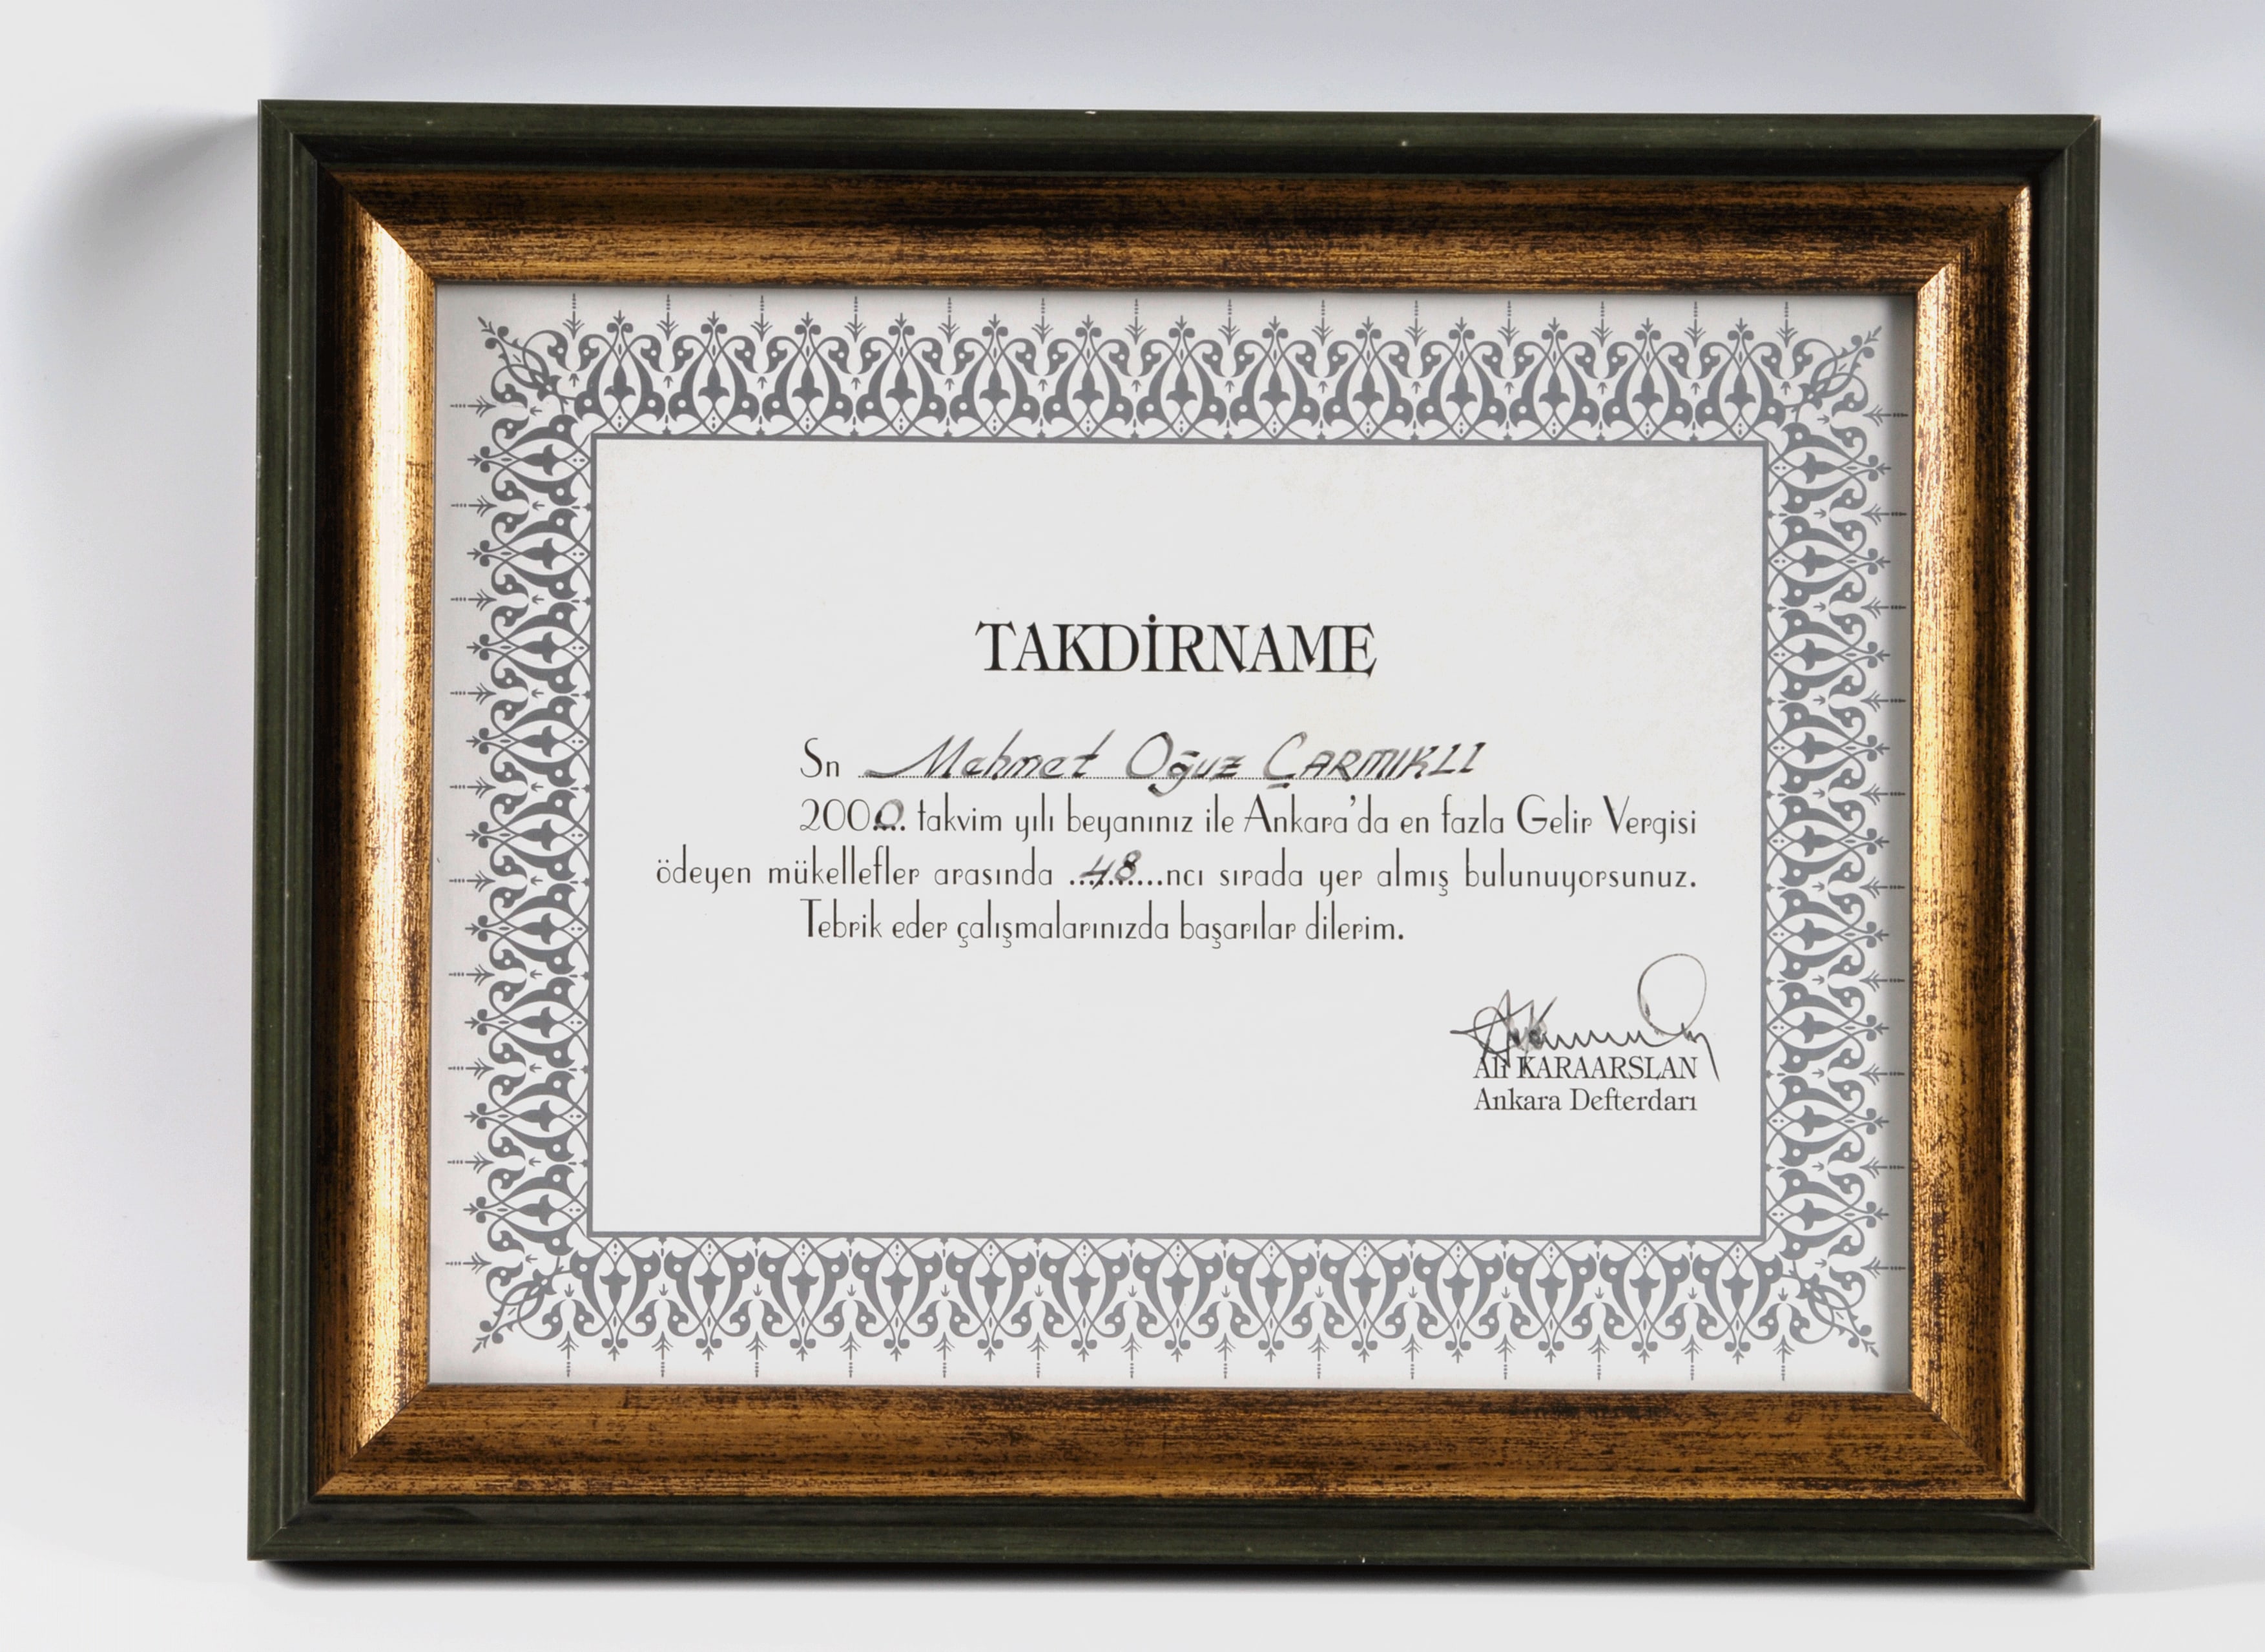 TAKDİRNAME
Sn Mehmet Oğuz ÇARMIKLI
2000 takvim yılı beyanınız ile Ankara'da en fazla Gelir Vergisi
ödeyen mükellefler arasında ...48...ncı sırada yer almış bulunuyorsunuz.
Tebrik eder çalışmalarınızda başarılar dilerim.
Ali KARAARSLAN
Ankara Defterdarı